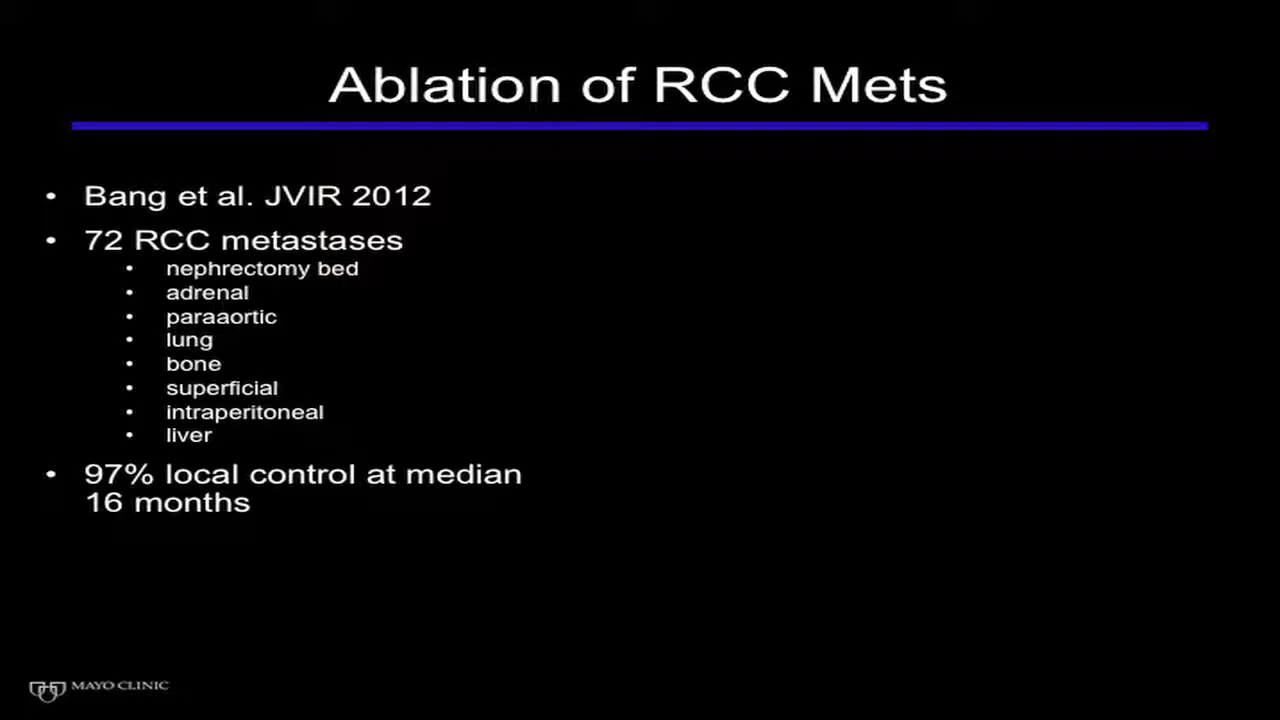 Ablation of RCC Mets
• Bang et al. JVIR 2012
• 72 RCC metastases
• nephrectomy bed
• adrenal
• paraaortic
• lung
• bone
• superficial
• intraperitoneal
• liver
• 97% local control at median
16 months
MAYO CLINIC